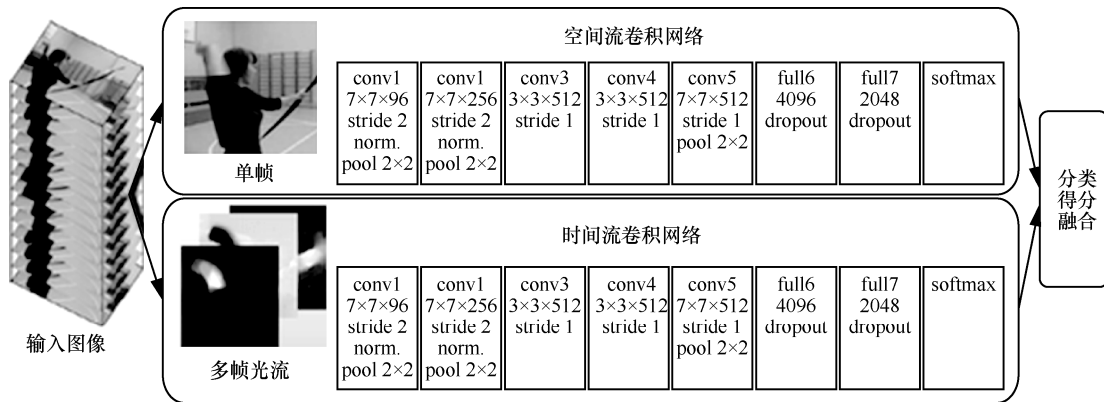 空间流卷积网络
conv1
7×7×96
stride 2
norm.
pool 2×2
conv1
7×7×256
stride 2
norm.
pool 2×2
conv3
3×3×512
stride 1
conv4
3×3×512
stride 1
conv5
7×7×512
stride 1
pool 2×2
full6
4096
dropout
full7
2048
dropout
softmax
单帧
时间流卷积网络
conv1
7×7×96
stride 2
norm.
pool 2×2
conv1
7×7×256
stride 2
norm.
pool 2×2
conv3
3×3×512
stride 1
conv4
3×3×512
stride 1
conv5
7×7×512
stride 1
pool 2×2
full6
4096
dropout
full7
2048
dropout
softmax
多帧光流
输入图像
分类
得分
融合